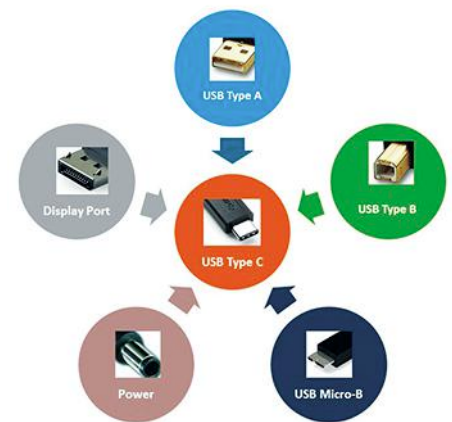 USB Type A
Display Port
USB Type B
USB Type C
Power
USB Micro-B